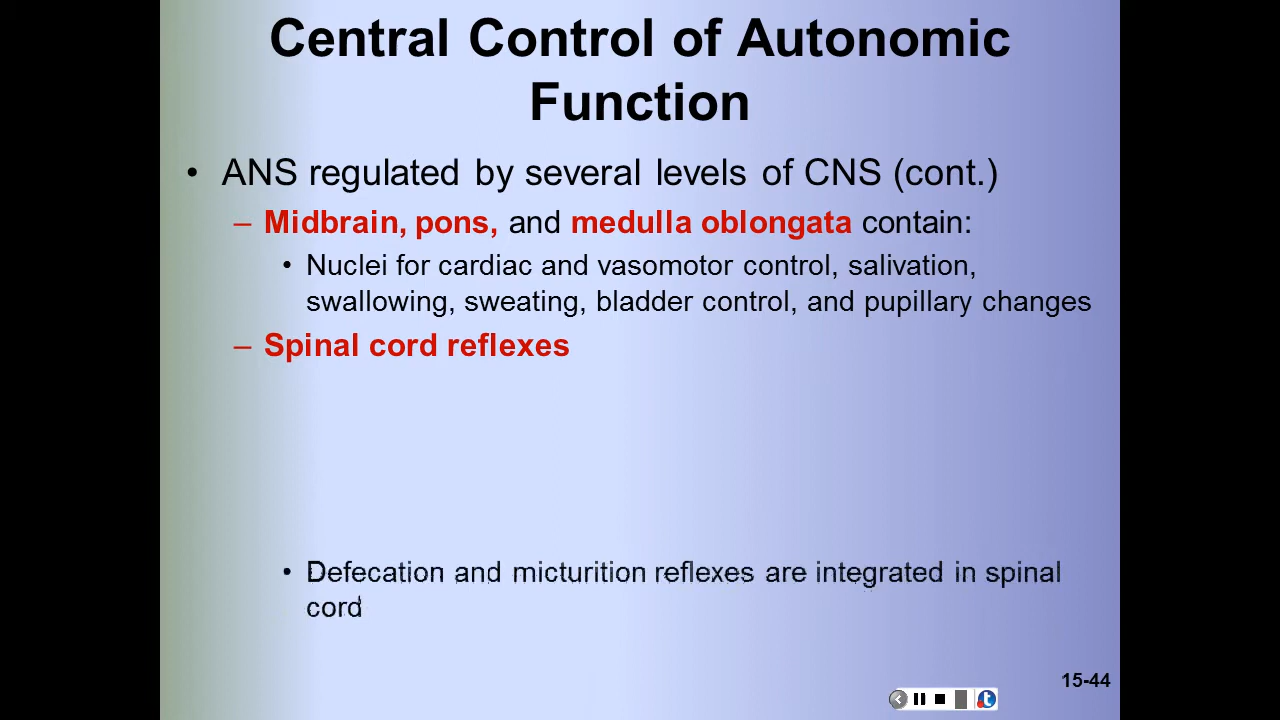 Central Control of Autonomic
Function
• ANS regulated by several levels of CNS (cont.)
– Midbrain, pons, and medulla oblongata contain:
• Nuclei for cardiac and vasomotor control, salivation,
swallowing, sweating, bladder control, and pupillary changes
– Spinal cord reflexes
• Defecation and micturition reflexes are integrated in spinal
cord
15-44
t